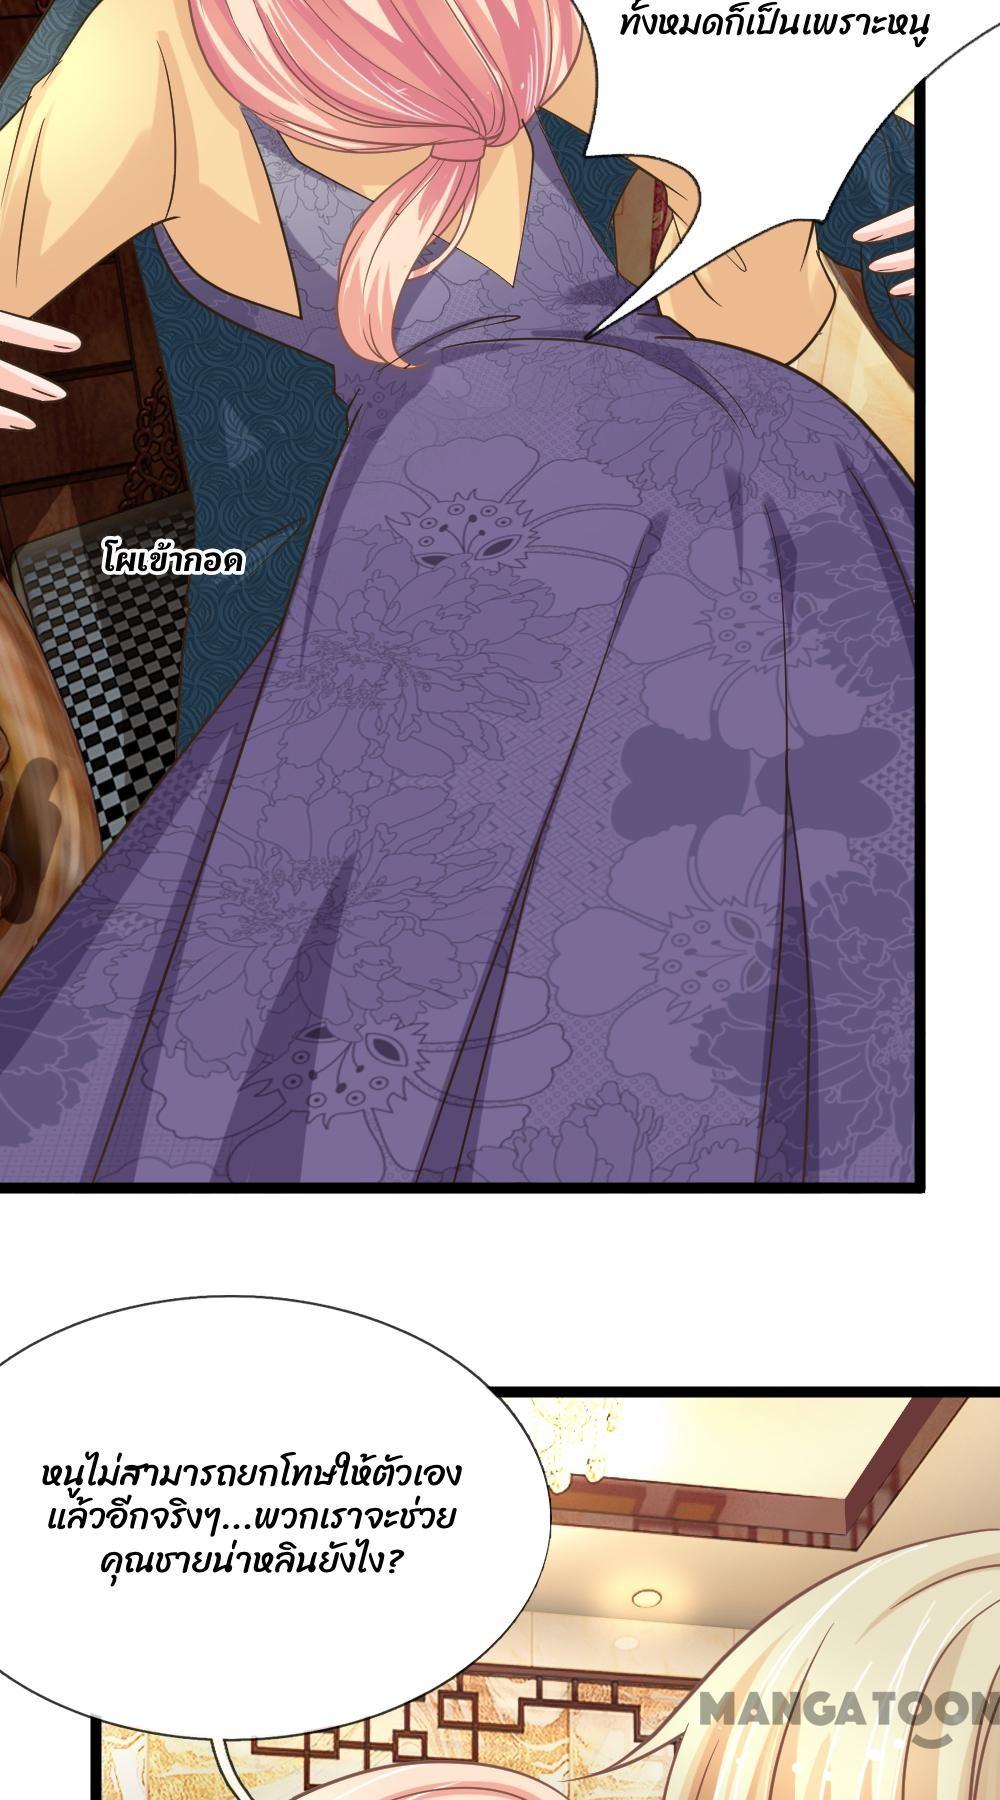 ทั้งหมดก็เป็นเพราะหนู
โผเข้ากอด
หนูไม่สามารถยกโทษให้ตัวเอง
แล้วอีกจริงๆ...พวกเราจะช่วย
คุณชายน่าหลินยังไง?
MANGATOON